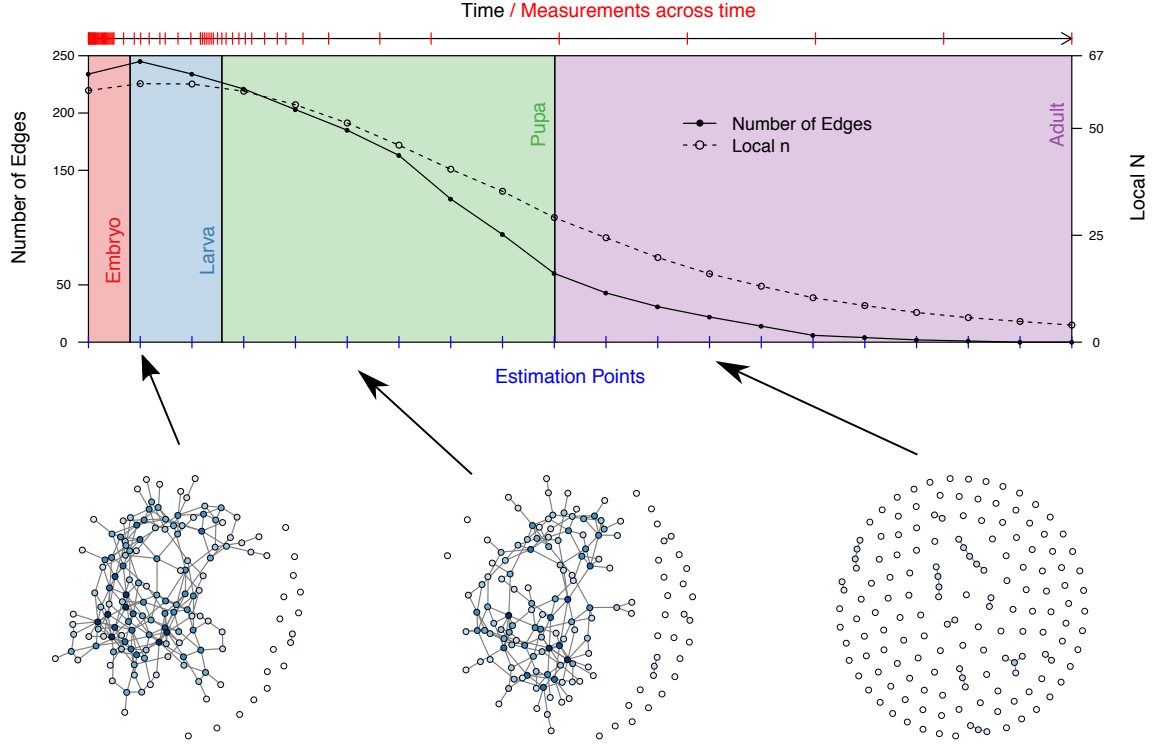 Time / Measurements across time
250
200
150
50
0
Number of Edges
67
50
25
0
Local N
Embryo
Larva
Pupa
Adult
Number of Edges
Local n
Estimation Points